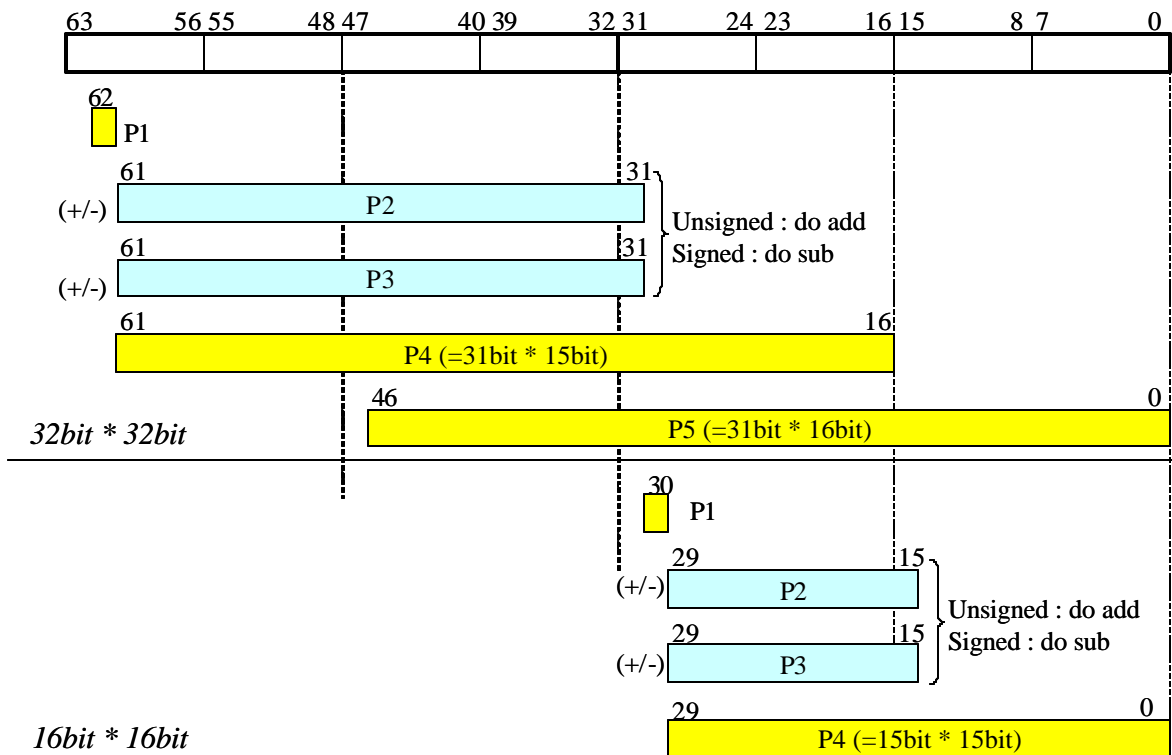 63 56 55 48 47 40 39 32 31 24 23 16 15 8 7 0
62
P1
61 31
(+/-) P2
Unsigned : do add
Signed : do sub
61 31
(+/-) P3
61 16
P4 (=31bit * 15bit)
46 0
32bit * 32bit P5 (=31bit * 16bit)
30
P1
29 15
(+/-) P2
Unsigned : do add
Signed : do sub
29 15
(+/-) P3
29 0
16bit * 16bit P4 (=15bit * 15bit)